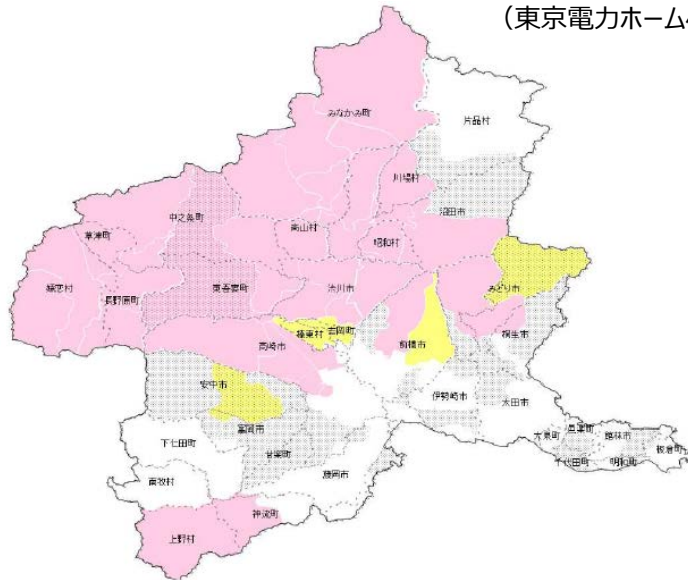 （東京電力ホーム
みなかみ町
片品村
川場村
沼田市
中之条町
高山村
昭和村
草津町
嬬恋村
長野原町
東吾妻町
渋川市
みどり市
桐生市
榛東村
吉岡町
前橋市
高崎市
安中市
伊勢崎市
太田市
富岡市
甘楽町
下仁田町
南牧村
藤岡市
大泉町
邑楽町
館林市
板倉町
千代田町
明和町
神流町
上野村